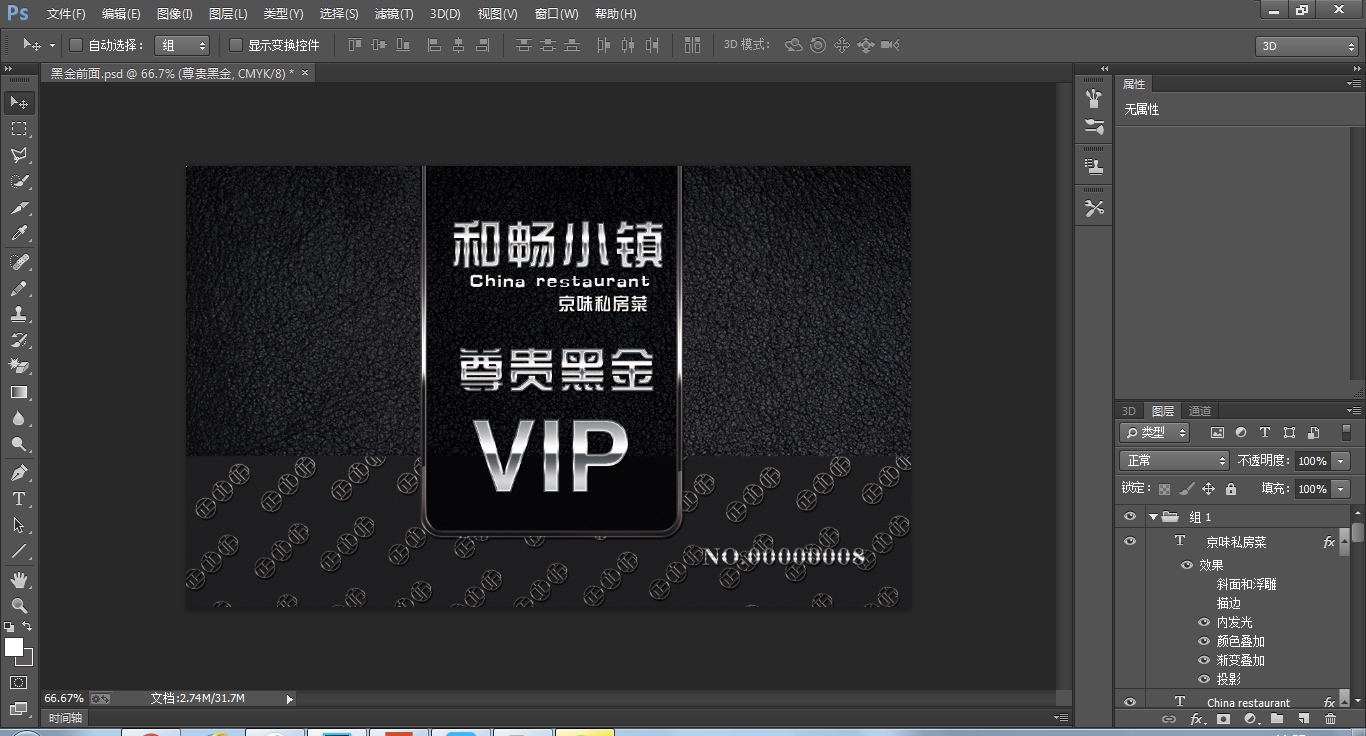 Ps 文件(F) 编辑(E) 图像(I) 图层(L) 类型(Y) 选择(S) 滤镜(T) 3D(D) 视图(V) 窗口(W) 帮助(H)
自动选择： 组 显示变换控件 3D 模式： 3D
黑金前面.psd @ 66.7% (尊贵黑金, CMYK/8) * ×
属性
无属性
和畅小镇
China restaurant
京味私房菜
尊贵黑金
VIP
NO.00000008
3D 图层 通道
类型
正常 不透明度： 100%
锁定： 填充： 100%
组 1
T 京味私房菜 fx
效果
斜面和浮雕
描边
内发光
颜色叠加
渐变叠加
投影
T China restaurant fx
66.67% 文档:2.74M/31.7M
时间轴